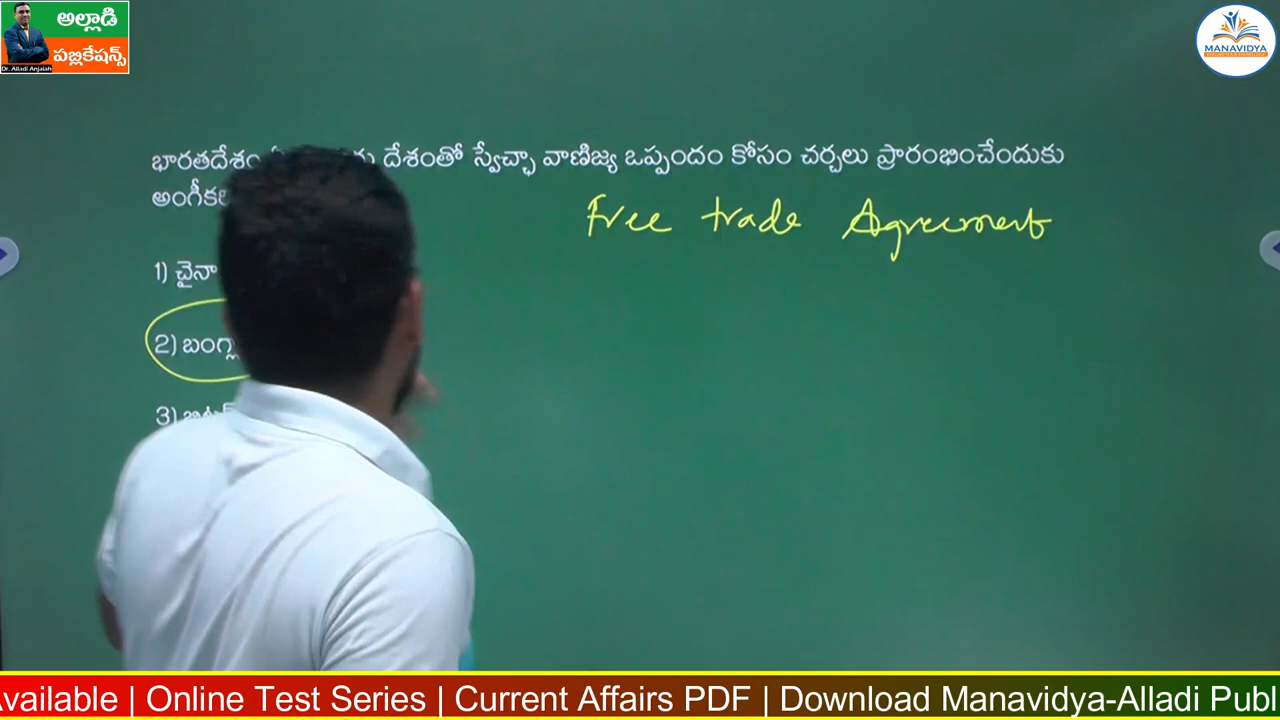 అల్లాడి
పబ్లికేషన్స్
Dr. Alladi Anjaiah
MANAVIDYA
భారతదేశం దేశంతో స్వేచ్ఛా వాణిజ్య ఒప్పందం కోసం చర్చలు ప్రారంభించేందుకు
Free trade Agreement
1) చైనా
2)
3)
vailable | Online Test Series | Current Affairs PDF | Download Manavidya-Alladi Publ